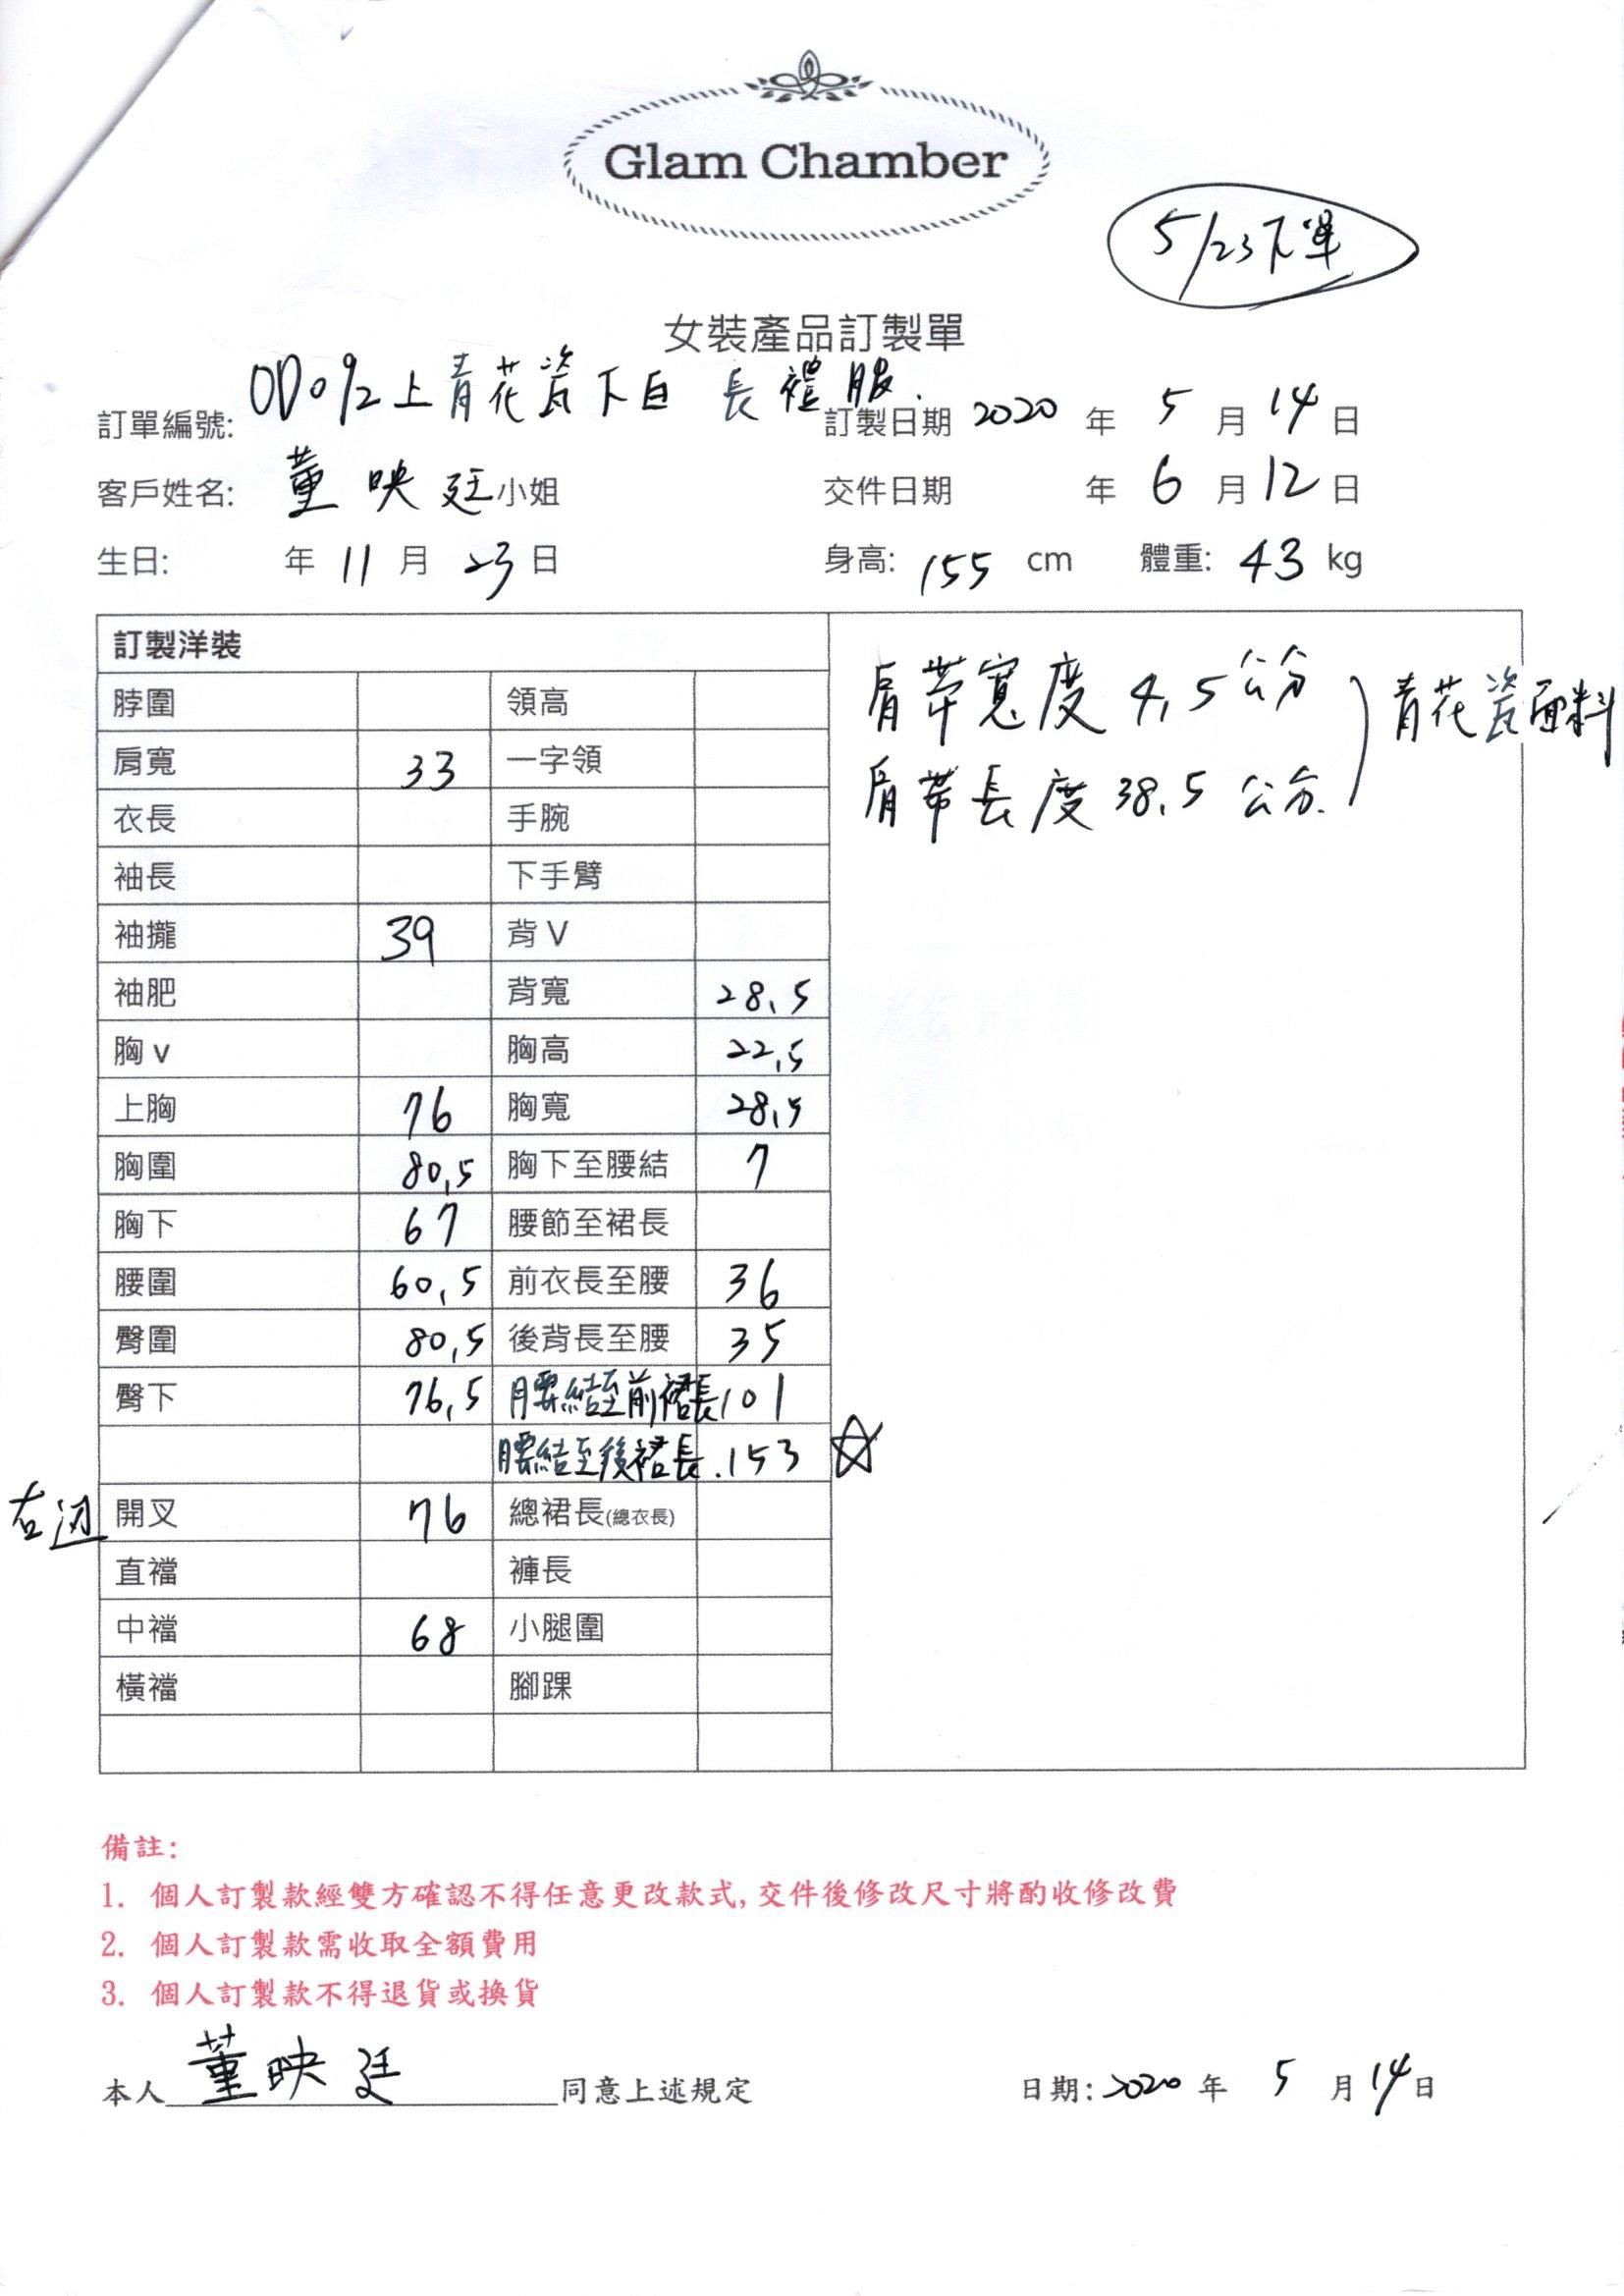 Glam Chamber
5/23下單
女裝產品訂製單
訂單編號: OD092上青花瓷下白 長禮服. 訂製日期 2020 年 5 月 14 日
客戶姓名: 董映廷小姐 交件日期 年 6 月 12 日
生日: 年 11 月 23 日 身高: 155 cm 體重: 43 kg
訂製洋裝
肩帶寬度 4.5公分
肩帶長度 38.5公分.
青花瓷面料
脖圍 領高
肩寬 33 一字領
衣長 手腕
袖長 下手臂
袖攏 39 背 V
袖肥 背寬 28.5
胸 v 胸高 22.5
上胸 76 胸寬 28.5
胸圍 80.5 胸下至腰結 7
胸下 67 腰節至裙長
腰圍 60.5 前衣長至腰 36
臀圍 80.5 後背長至腰 35
臀下 76.5 腰結至前裙長 101
腰結至後裙長. 153 ☆
右边 開叉 76 總裙長(總衣長)
直襠 褲長
中襠 68 小腿圍
橫襠 腳踝
備註:
1. 個人訂製款經雙方確認不得任意更改款式, 交件後修改尺寸將酌收修改費
2. 個人訂製款需收取全額費用
3. 個人訂製款不得退貨或換貨
本人 董映廷 同意上述規定 日期: 2020 年 5 月 14 日